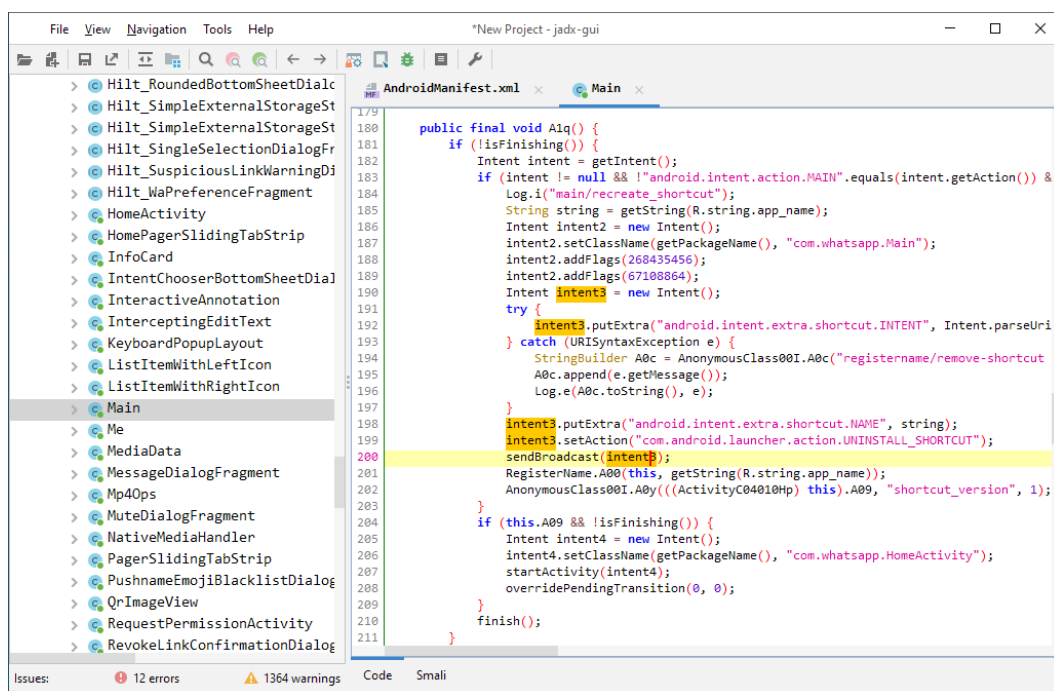 File View Navigation Tools Help *New Project - jadx-gui
Hilt_RoundedBottomSheetDialc
Hilt_SimpleExternalStorageSt
Hilt_SimpleExternalStorageSt
Hilt_SingleSelectionDialogFr
Hilt_SuspiciousLinkWarningDi
Hilt_WaPreferenceFragment
HomeActivity
HomePagerSlidingTabStrip
InfoCard
IntentChooserBottomSheetDial
InteractiveAnnotation
InterceptingEditText
KeyboardPopupLayout
ListItemWithLeftIcon
ListItemWithRightIcon
Main
Me
MediaData
MessageDialogFragment
Mp4Ops
MuteDialogFragment
NativeMediaHandler
PagerSlidingTabStrip
PushnameEmojiBlacklistDialog
QrImageView
RequestPermissionActivity
RevokeLinkConfirmationDialog
AndroidManifest.xml Main
179
180 public final void A1q() {
181 if (!isFinishing()) {
182 Intent intent = getIntent();
183 if (intent != null && !"android.intent.action.MAIN".equals(intent.getAction()) &
184 Log.i("main/recreate_shortcut");
185 String string = getString(R.string.app_name);
186 Intent intent2 = new Intent();
187 intent2.setClassName(getPackageName(), "com.whatsapp.Main");
188 intent2.addFlags(268435456);
189 intent2.addFlags(67108864);
190 Intent intent3 = new Intent();
191 try {
192 intent3.putExtra("android.intent.extra.shortcut.INTENT", Intent.parseUri
193 } catch (URISyntaxException e) {
194 StringBuilder A0c = AnonymousClass00I.A0c("registername/remove-shortcut
195 A0c.append(e.getMessage());
196 Log.e(A0c.toString(), e);
197 }
198 intent3.putExtra("android.intent.extra.shortcut.NAME", string);
199 intent3.setAction("com.android.launcher.action.UNINSTALL_SHORTCUT");
200 sendBroadcast(intent3);
201 RegisterName.A00(this, getString(R.string.app_name));
202 AnonymousClass00I.A0y(((ActivityC04010Hp) this).A09, "shortcut_version", 1);
203 }
204 if (this.A09 && !isFinishing()) {
205 Intent intent4 = new Intent();
206 intent4.setClassName(getPackageName(), "com.whatsapp.HomeActivity");
207 startActivity(intent4);
208 overridePendingTransition(0, 0);
209 }
210 finish();
211 }
Issues: 12 errors 1364 warnings Code Smali